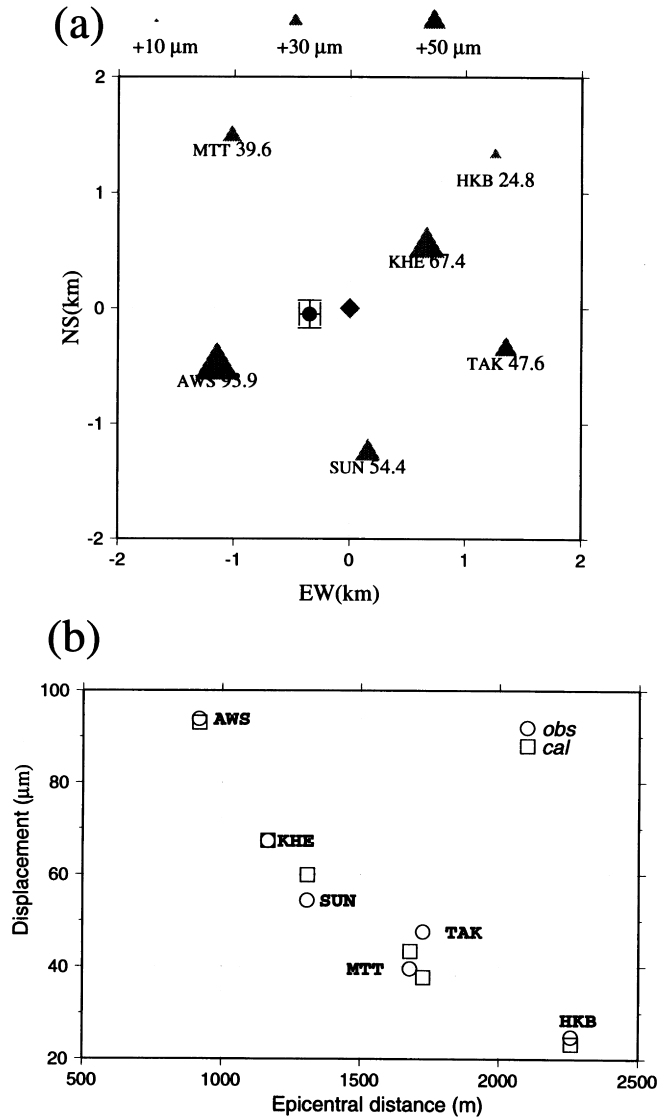 (a)
+10 µm +30 µm +50 µm
2
1
0
-1
-2
NS(km)
MTT 39.6
HKB 24.8
KHE 67.4
TAK 47.6
AWS 93.9
SUN 54.4
-2 -1 0 1 2
EW(km)
(b)
100
80
60
40
20
Displacement (µm)
AWS
obs
cal
KHE
SUN
TAK
MTT
HKB
500 1000 1500 2000 2500
Epicentral distance (m)